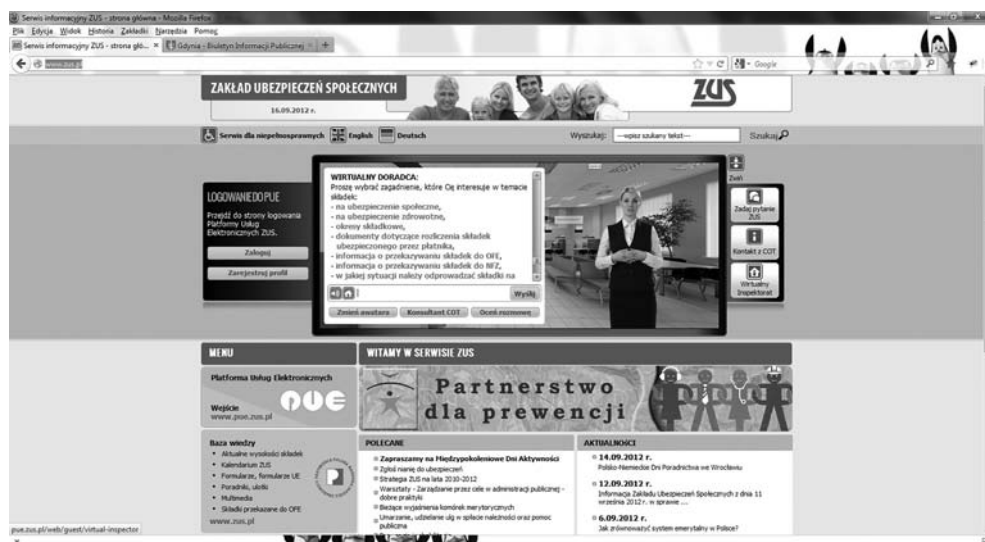 Serwis informacyjny ZUS - strona główna - Mozilla Firefox
Plik Edycja Widok Historia Zakładki Narzędzia Pomoc
Serwis informacyjny ZUS - strona głó... × Gdynia - Biuletyn Informacji Publicznej × +
www.zus.pl
Google
ZAKŁAD UBEZPIECZEŃ SPOŁECZNYCH
ZUS
16.09.2012 r.
Serwis dla niepełnosprawnych English Deutsch Wyszukaj: ---wpisz szukany tekst--- Szukaj
LOGOWANIE DO PUE
Przejdź do strony logowania
Platformy Usług
Elektronicznych ZUS.
Zaloguj
Zarejestruj profil
WIRTUALNY DORADCA:
Proszę wybrać zagadnienie, które Cię interesuje w temacie
składek:
- na ubezpieczenie społeczne,
- na ubezpieczenie zdrowotne,
- okresy składkowe,
- dokumenty dotyczące rozliczenia składek
ubezpieczonego przez płatnika,
- informacja o przekazywaniu składek do OFE,
- informacja o przekazywaniu składek do NFZ,
- w jakiej sytuacji należy odprowadzać składki na
Wyślij
Zmień awatara Konsultant COT Oceń rozmowę
Zwiń
Zadaj pytanie
ZUS
Kontakt z COT
Wirtualny
Inspektorat
MENU
Platforma Usług Elektronicznych
PUE
Wejście
www.pue.zus.pl
Baza wiedzy
• Aktualne wysokości składek
• Kalendarium ZUS
• Formularze, formularze UE
• Poradniki, ulotki
• Multimedia
• Składki przekazane do OFE
www.zus.pl
WITAMY W SERWISIE ZUS
Partnerstwo
dla prewencji
POLECANE
Zapraszamy na Międzypokoleniowe Dni Aktywności
Zgłoś nianię do ubezpieczeń
Strategia ZUS na lata 2010-2012
Warsztaty - Zarządzanie przez cele w administracji publicznej -
dobre praktyki
Bieżące wyjaśnienia komórek merytorycznych
Umarzanie, udzielanie ulg w spłacie należności oraz pomoc
publiczna
AKTUALNOŚCI
14.09.2012 r.
Polsko-Niemieckie Dni Poradnictwa we Wrocławiu
12.09.2012 r.
Informacja Zakładu Ubezpieczeń Społecznych z dnia 11
września 2012 r. w sprawie ...
6.09.2012 r.
Jak zrównoważyć system emerytalny w Polsce?
pue.zus.pl/web/guest/virtual-inspector